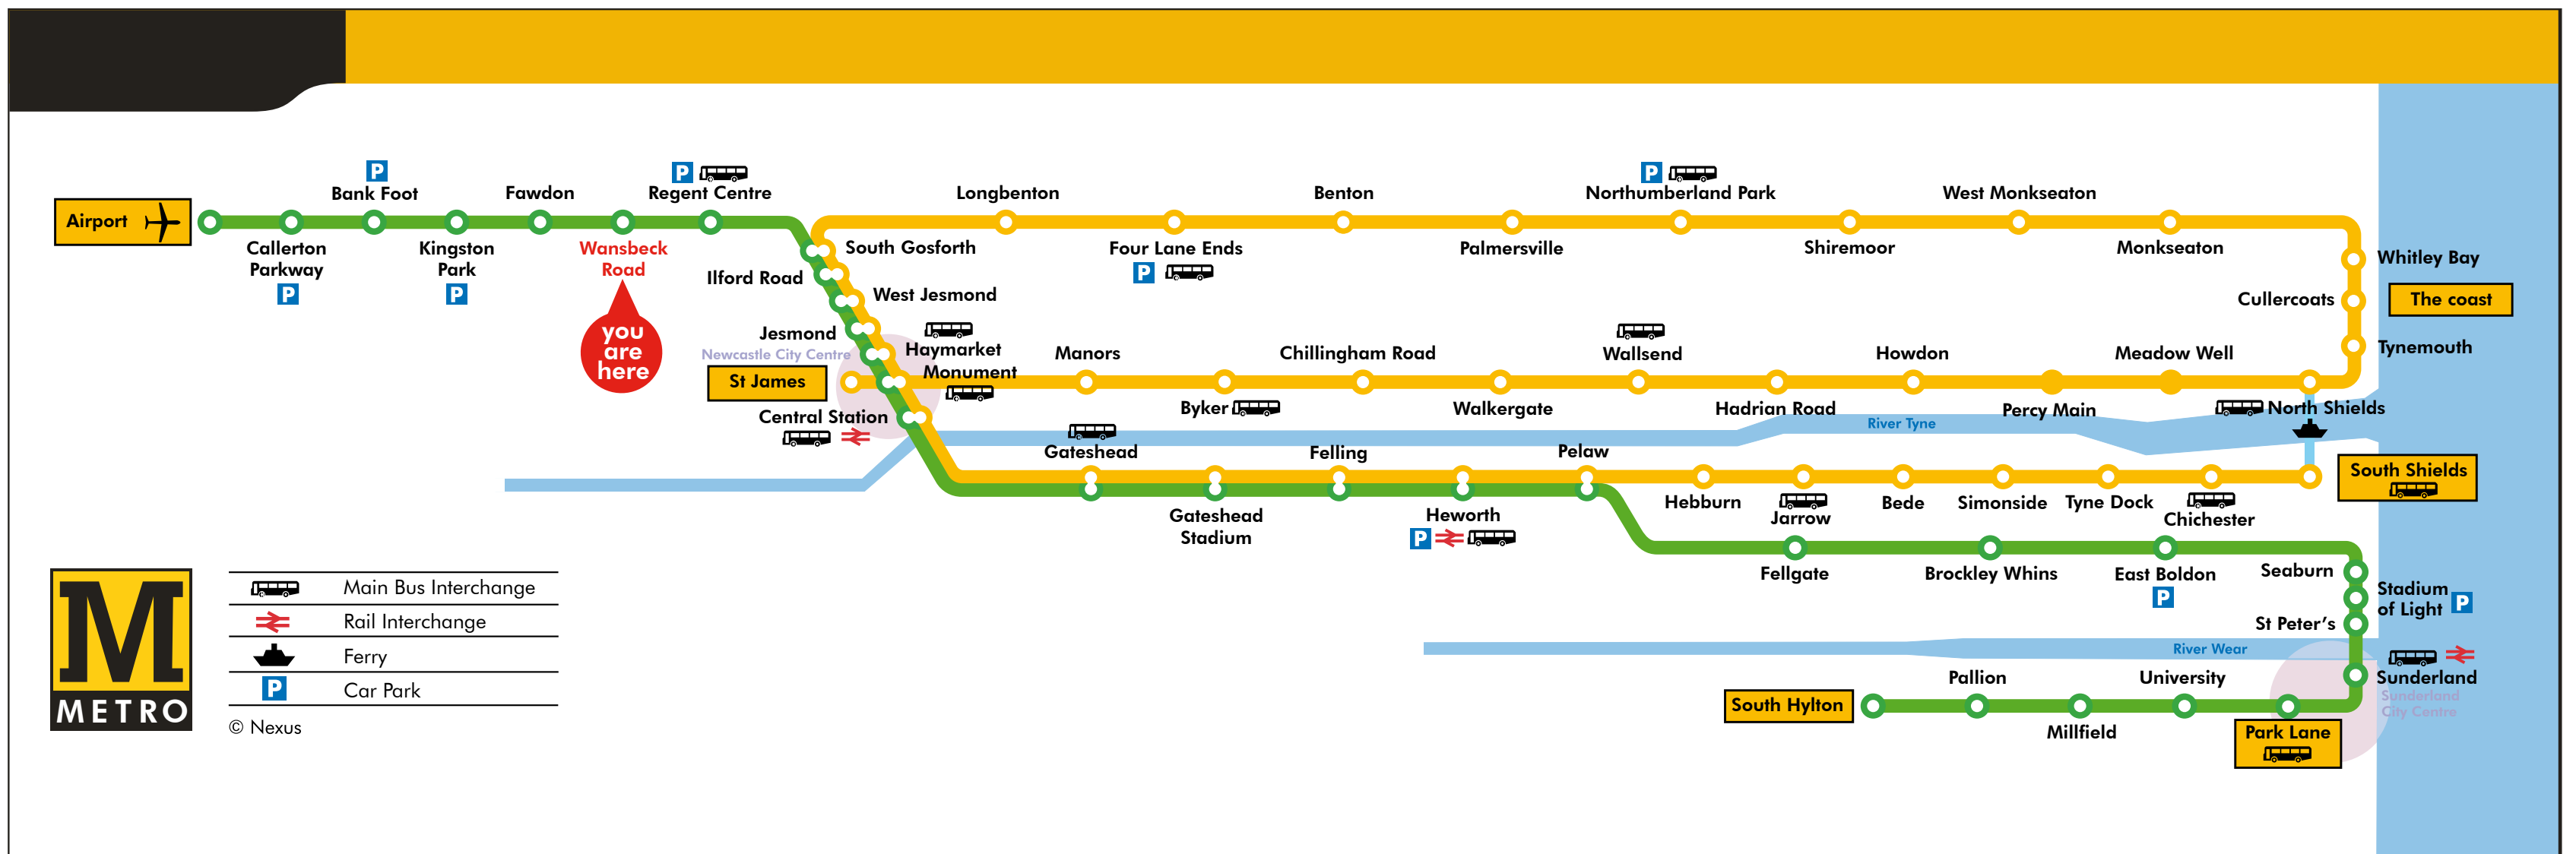 Airport
Callerton
Parkway
P
P
Bank Foot
Kingston
Park
P
Fawdon
Wansbeck
Road
you
are
here
P
Regent Centre
South Gosforth
Ilford Road
West Jesmond
Jesmond
Newcastle City Centre
Haymarket
Monument
St James
Central Station
Longbenton
Four Lane Ends
P
Benton
Palmersville
P
Northumberland Park
Shiremoor
West Monkseaton
Monkseaton
Whitley Bay
Cullercoats
The coast
Tynemouth
Manors
Byker
Chillingham Road
Walkergate
Wallsend
Hadrian Road
Howdon
Percy Main
Meadow Well
North Shields
River Tyne
Gateshead
Gateshead
Stadium
Felling
Heworth
P
Pelaw
Hebburn
Jarrow
Bede
Simonside
Tyne Dock
Chichester
South Shields
Fellgate
Brockley Whins
East Boldon
P
Seaburn
Stadium
of Light P
St Peter's
River Wear
Sunderland
Sunderland
City Centre
Park Lane
University
Millfield
Pallion
South Hylton
M
METRO
Main Bus Interchange
Rail Interchange
Ferry
P Car Park
© Nexus